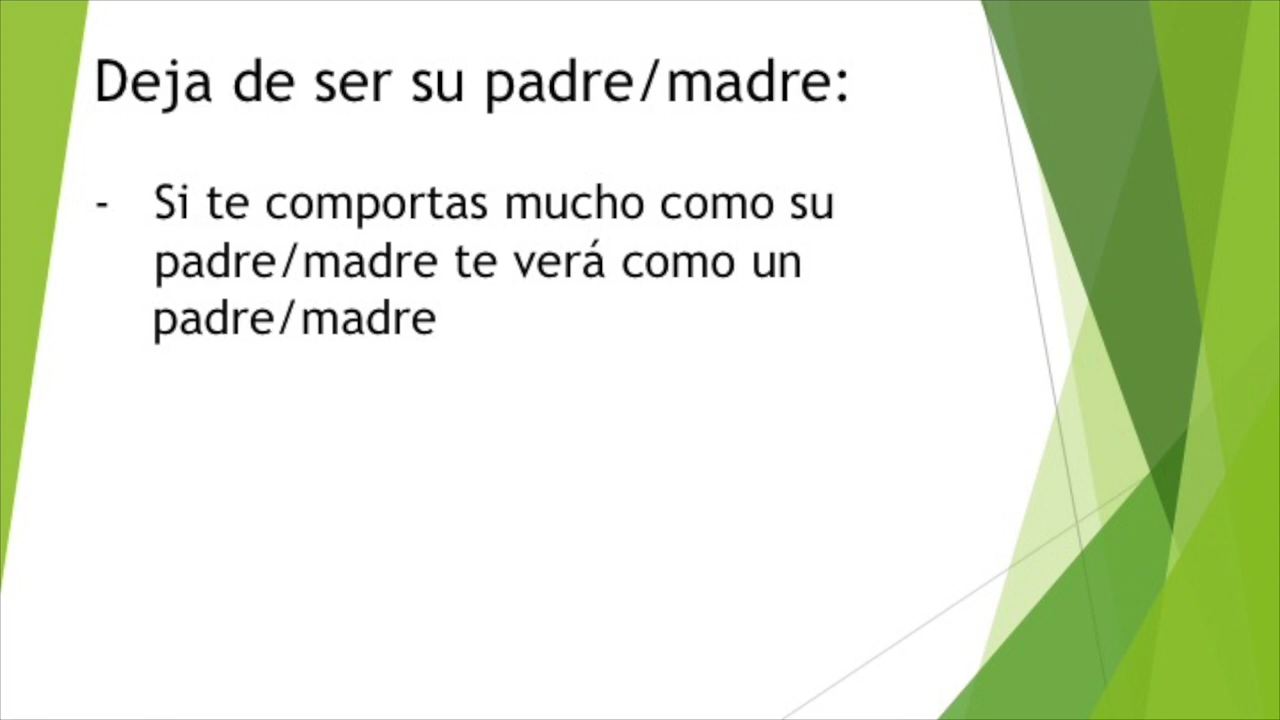 Deja de ser su padre/madre:
- Si te comportas mucho como su
padre/madre te verá como un
padre/madre